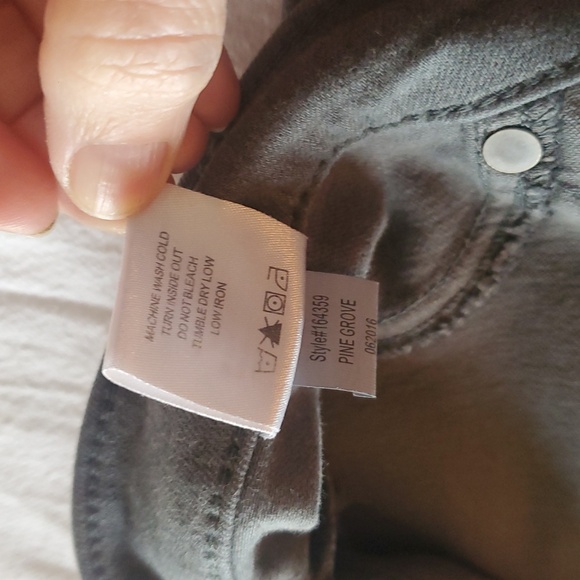 MACHINE WASH COLD
TURN INSIDE OUT
DO NOT BLEACH
TUMBLE DRY LOW
LOW IRON
Style#164359
PINE GROVE
062016